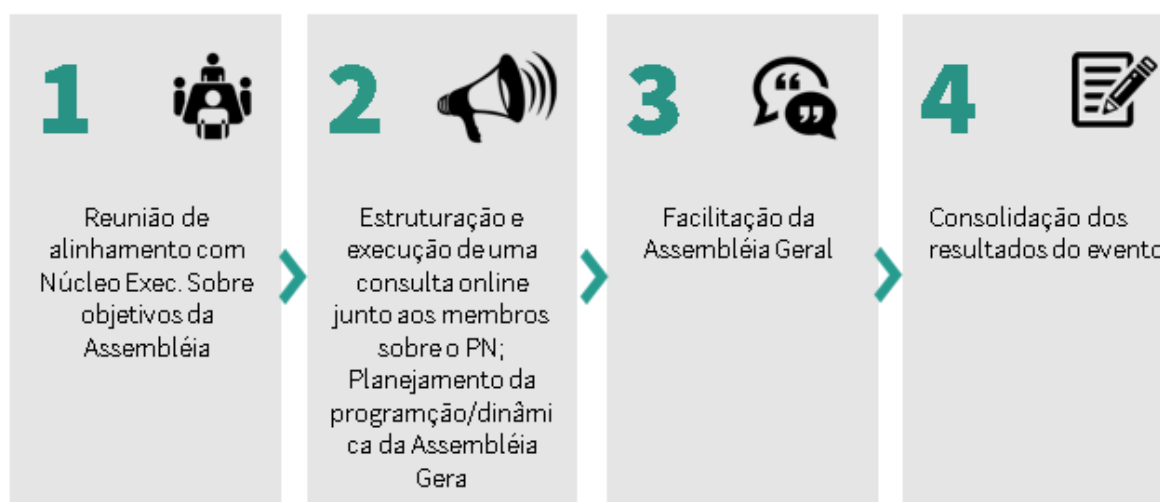 1
Reunião de
alinhamento com
Núcleo Exec. Sobre
objetivos da
Assembléia
2
Estruturação e
execução de uma
consulta online
junto aos membros
sobre o PN;
Planejamento da
programção/dinâmi
ca da Assembléia
Gera
3
Facilitação da
Assembléia Geral
4
Consolidação dos
resultados do evento